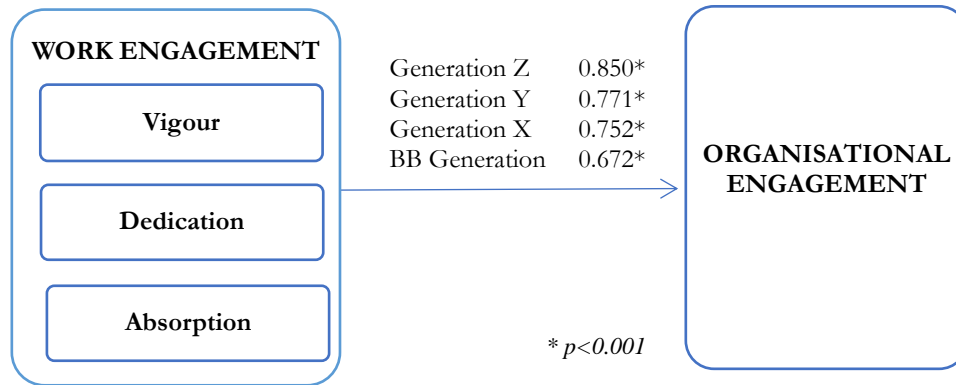 WORK ENGAGEMENT
Vigour
Dedication
Absorption
Generation Z 0.850*
Generation Y 0.771*
Generation X 0.752*
BB Generation 0.672*
* p<0.001
ORGANISATIONAL
ENGAGEMENT